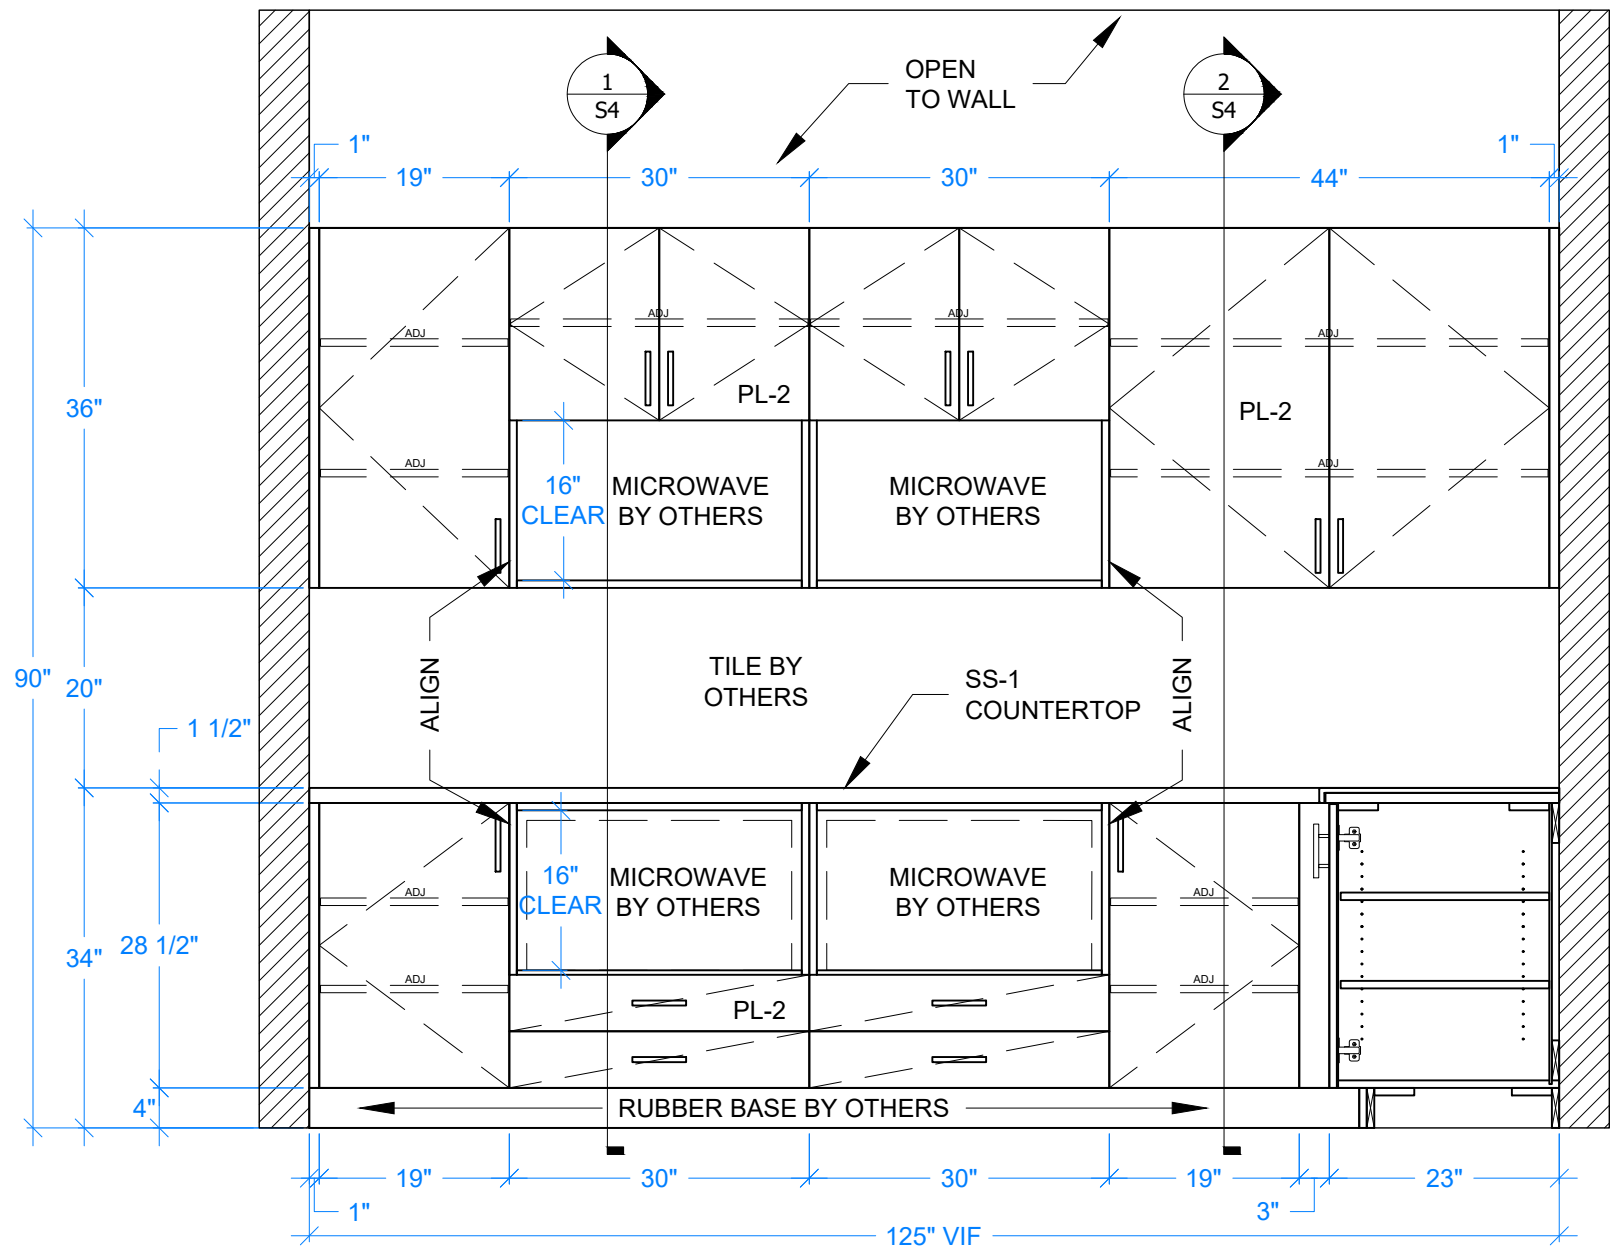 OPEN
TO WALL
1
S4
2
S4
1"
1"
19"
30"
30"
44"
ADJ
ADJ
ADJ
ADJ
36"
PL-2
PL-2
ADJ
ADJ
16"
CLEAR
MICROWAVE
BY OTHERS
MICROWAVE
BY OTHERS
90"
20"
ALIGN
TILE BY
OTHERS
SS-1
COUNTERTOP
ALIGN
1 1/2"
16"
CLEAR
MICROWAVE
BY OTHERS
MICROWAVE
BY OTHERS
ADJ
ADJ
34"
28 1/2"
ADJ
ADJ
PL-2
4"
RUBBER BASE BY OTHERS
19"
30"
30"
19"
23"
1"
3"
125" VIF